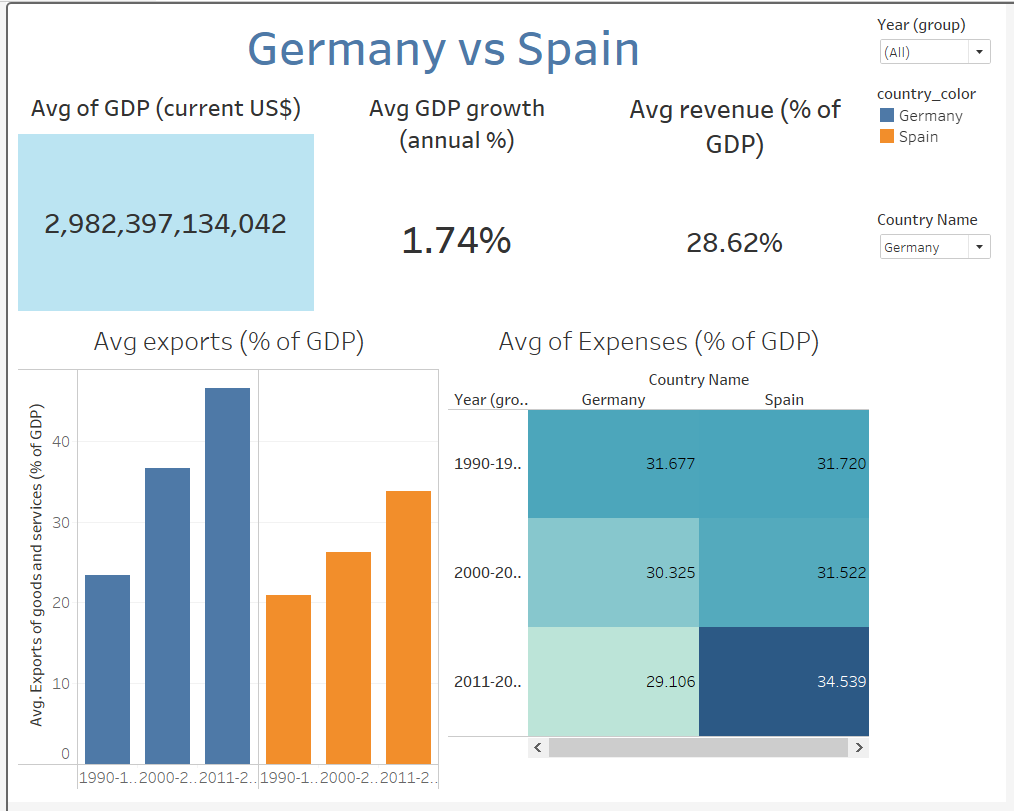 Germany vs Spain
Year (group)
(All)
country_color
Germany
Spain
Country Name
Germany
Avg of GDP (current US$)
2,982,397,134,042
Avg GDP growth
(annual %)
1.74%
Avg revenue (% of
GDP)
28.62%
Avg exports (% of GDP)
Avg. Exports of goods and services (% of GDP)
40
30
20
10
0
1990-1.. 2000-2.. 2011-2.. 1990-1.. 2000-2.. 2011-2..
Avg of Expenses (% of GDP)
Country Name
Year (gro.. Germany Spain
1990-19.. 31.677 31.720
2000-20.. 30.325 31.522
2011-20.. 29.106 34.539